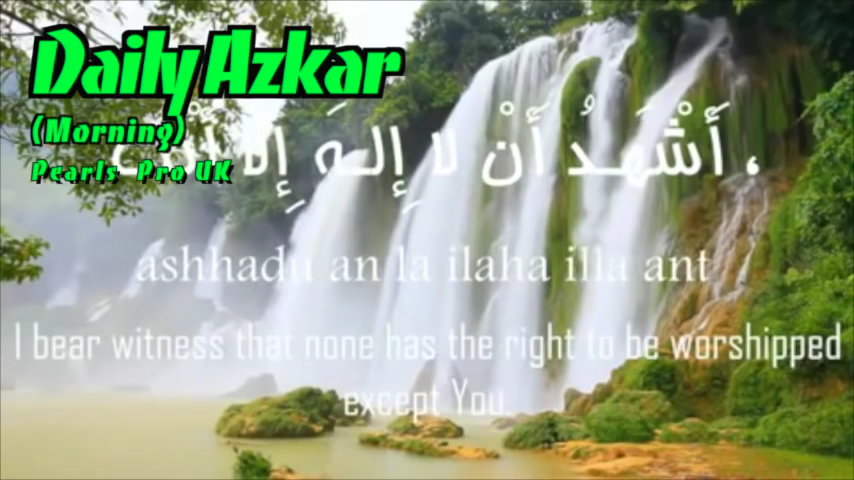 Daily Azkar
(Morning)
Pearls Pro UK
، أَشْهَدُ أَنْ لا إِلـهَ إِلا
ashhadu an la ilaha illa ant
I bear witness that none has the right to be worshipped
except You